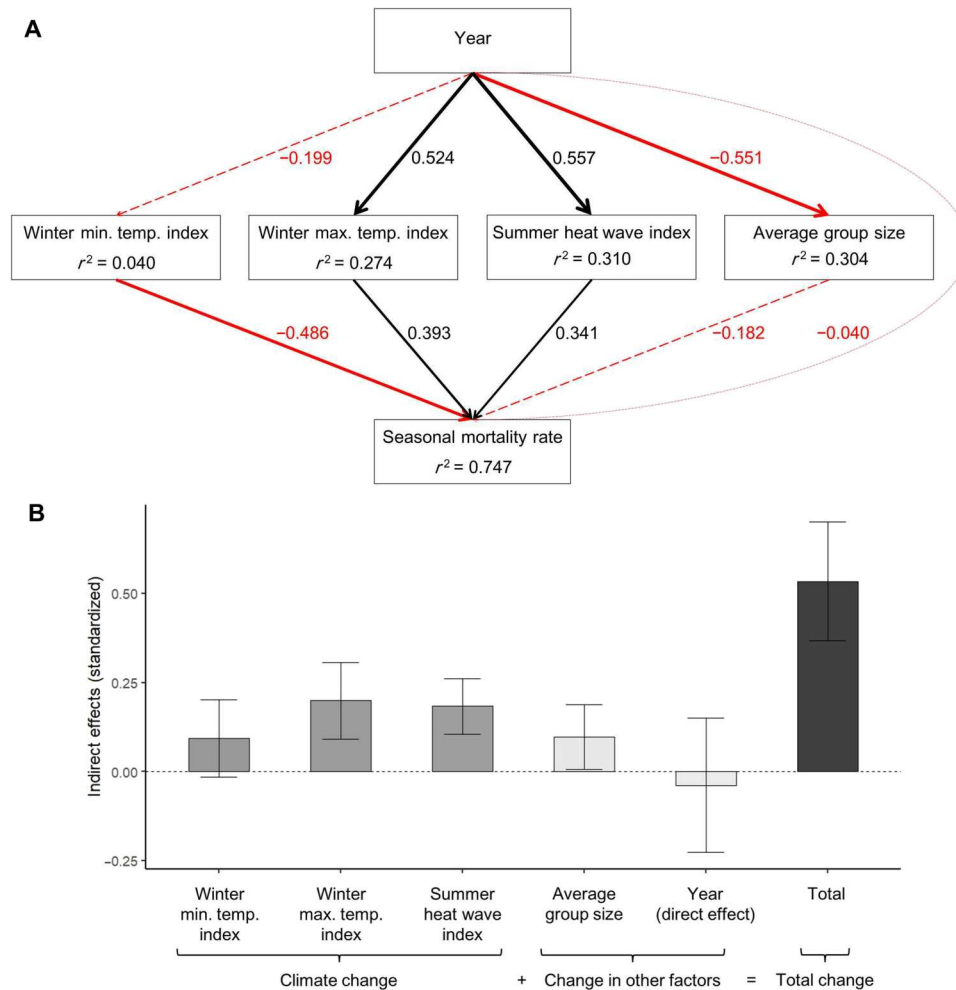 A
Year
−0.199
0.524
0.557
−0.551
Winter min. temp. index
r² = 0.040
Winter max. temp. index
r² = 0.274
Summer heat wave index
r² = 0.310
Average group size
r² = 0.304
−0.486
0.393
0.341
−0.182
−0.040
Seasonal mortality rate
r² = 0.747
B
Indirect effects (standardized)
0.50
0.25
0.00
−0.25
Winter
min. temp.
index
Winter
max. temp.
index
Summer
heat wave
index
Average
group size
Year
(direct effect)
Total
Climate change + Change in other factors = Total change